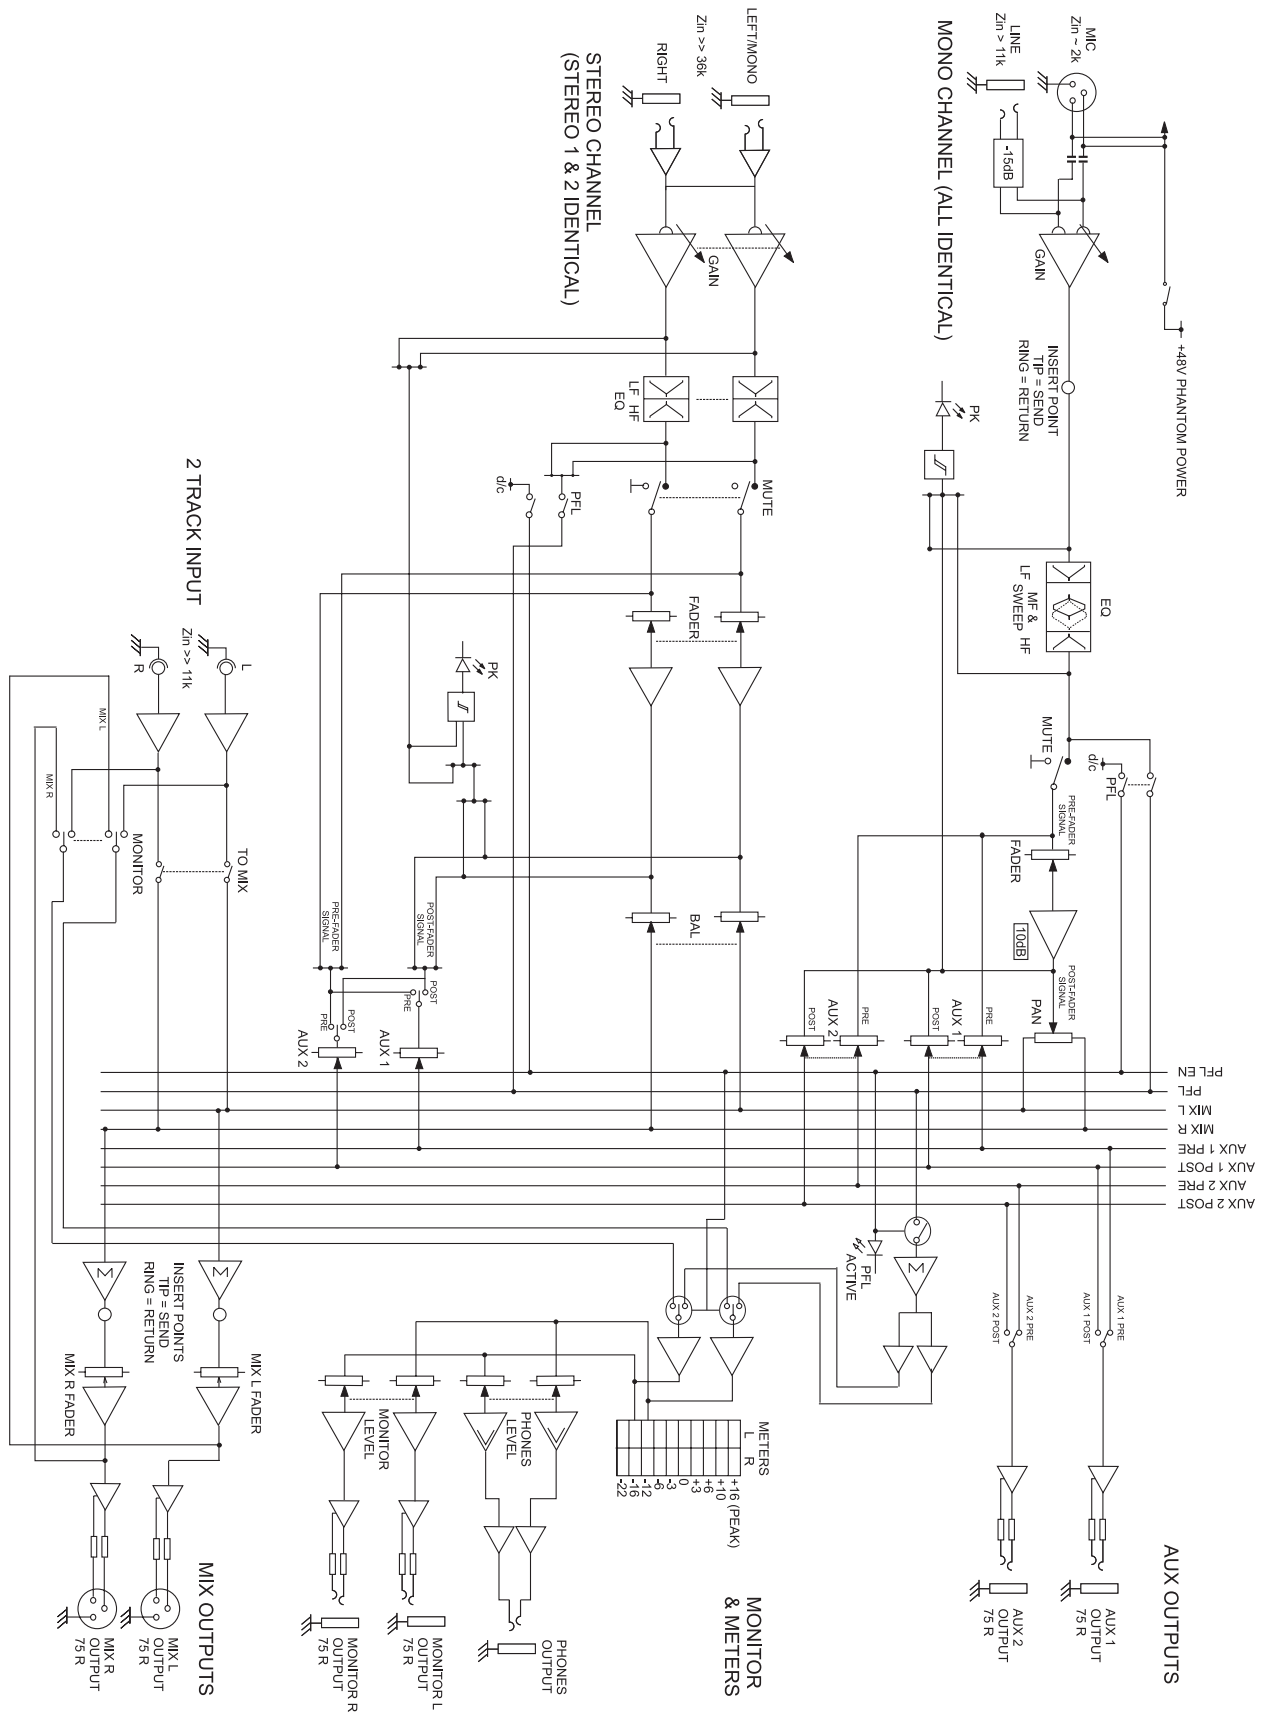 MONO CHANNEL (ALL IDENTICAL)
MIC
Zin ~ 2k
LINE
Zin > 11k
-15dB
GAIN
+48V PHANTOM POWER
INSERT POINT
TIP = SEND
RING = RETURN
PK
EQ
LF MF & HF
SWEEP
MUTE
d/c
PFL
PRE-FADER
SIGNAL
FADER
10dB
POST-FADER
SIGNAL
PAN
AUX 1
PRE
POST
AUX 2
PRE
POST
STEREO CHANNEL
(STEREO 1 & 2 IDENTICAL)
LEFT/MONO
Zin >> 36k
RIGHT
GAIN
LF HF
EQ
MUTE
PFL
d/c
FADER
PK
BAL
POST-FADER
SIGNAL
PRE-FADER
SIGNAL
POST
PRE
AUX 1
POST
PRE
AUX 2
2 TRACK INPUT
L
Zin >> 11k
R
MIX L
MIX R
MONITOR
TO MIX
PFL EN
PFL
MIX L
MIX R
AUX 1 PRE
AUX 1 POST
AUX 2 PRE
AUX 2 POST
AUX OUTPUTS
AUX 1 PRE
AUX 1 POST
AUX 2 PRE
AUX 2 POST
AUX 1
OUTPUT
75 R
AUX 2
OUTPUT
75 R
PFL
ACTIVE
MONITOR
& METERS
METERS
L R
+16 (PEAK)
+10
+6
+3
0
-3
-6
-12
-16
-22
PHONES
LEVEL
MONITOR
LEVEL
PHONES
OUTPUT
MONITOR L
OUTPUT
75 R
MONITOR R
OUTPUT
75 R
INSERT POINTS
TIP = SEND
RING = RETURN
MIX L FADER
MIX R FADER
MIX OUTPUTS
MIX L
OUTPUT
75 R
MIX R
OUTPUT
75 R